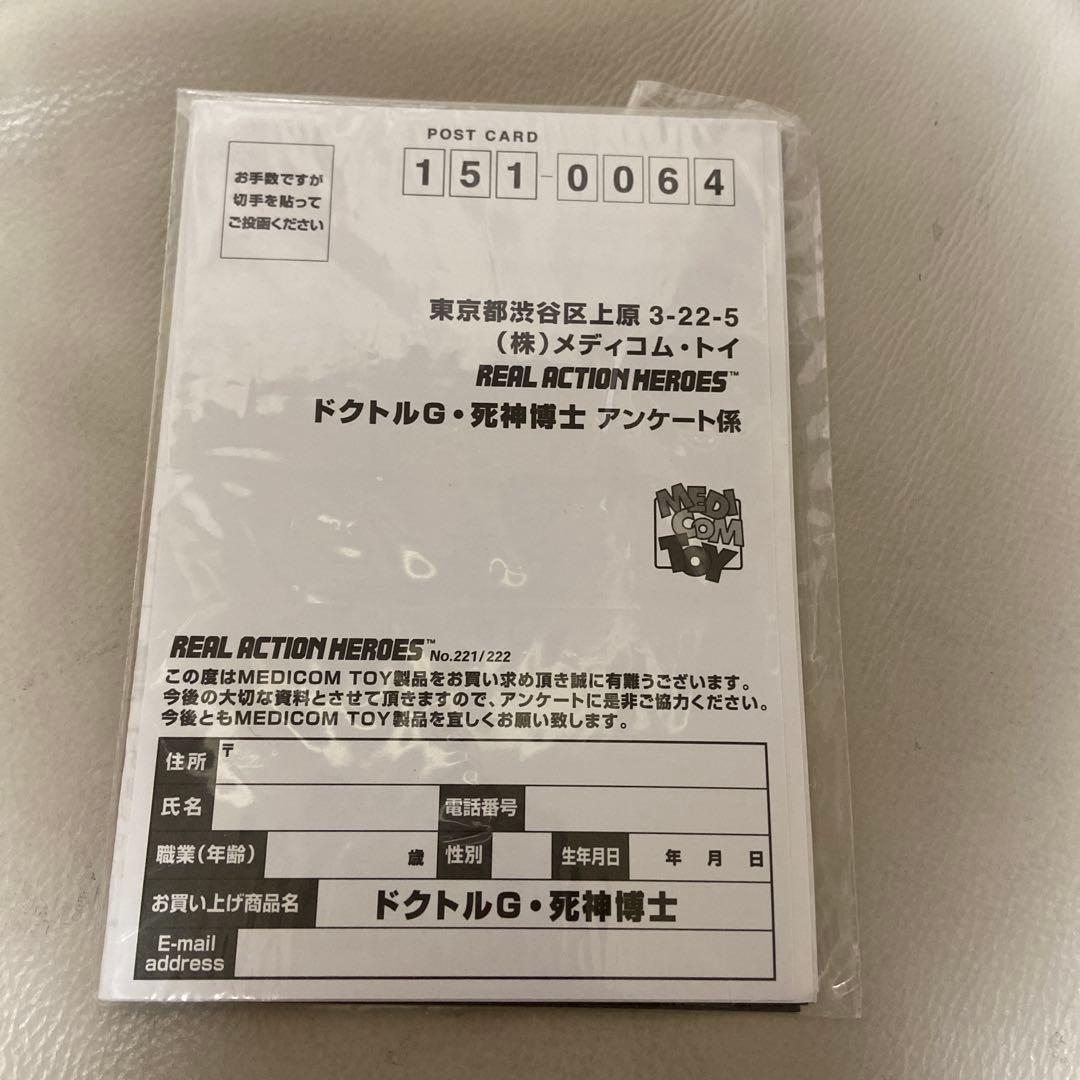 POST CARD
お手数ですが
切手を貼って
ご投函ください
151-0064
東京都渋谷区上原 3-22-5
(株)メディコム・トイ
REAL ACTION HEROES™
ドクトルG・死神博士 アンケート係
MEDI
COM
TOY
REAL ACTION HEROES™ No.221/222
この度はMEDICOM TOY製品をお買い求め頂き誠に有難うございます。
今後の大切な資料とさせて頂きますので、アンケートに是非ご協力ください。
今後ともMEDICOM TOY製品を宜しくお願い致します。
住所 〒
氏名 電話番号
職業(年齢) 歳 性別 生年月日 年 月 日
お買い上げ商品名 ドクトルG・死神博士
E-mail
address